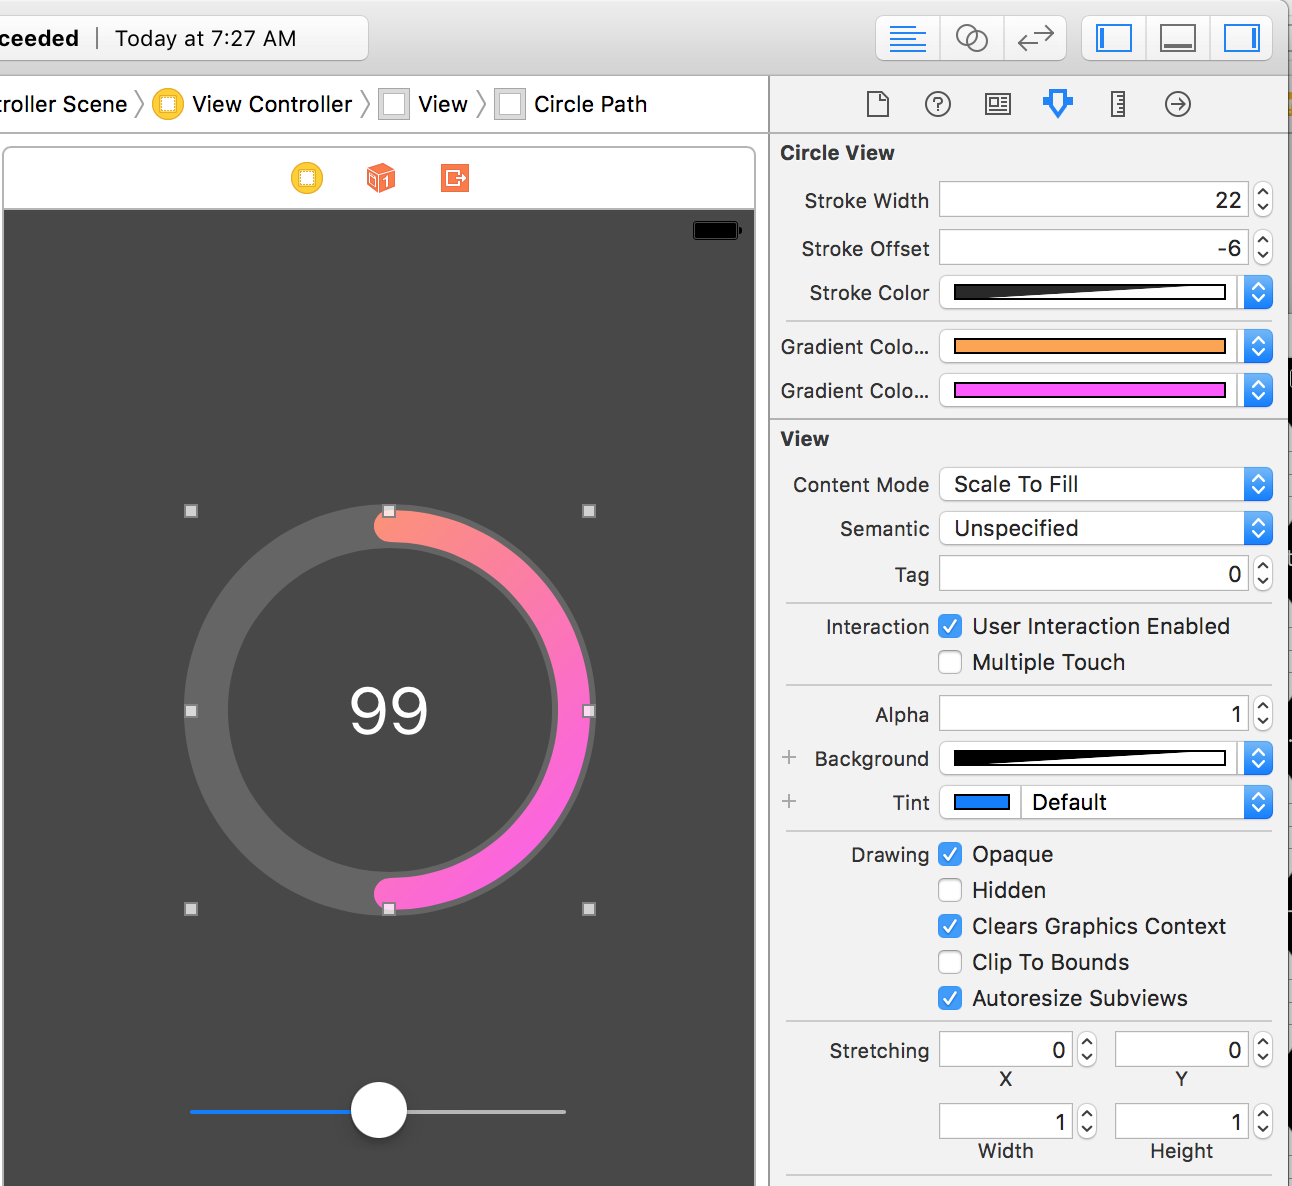 ceeded | Today at 7:27 AM
roller Scene View Controller View Circle Path
1
99
Circle View
Stroke Width 22
Stroke Offset -6
Stroke Color
Gradient Colo...
Gradient Colo...
View
Content Mode Scale To Fill
Semantic Unspecified
Tag 0
Interaction User Interaction Enabled
Multiple Touch
Alpha 1
+ Background
+ Tint Default
Drawing Opaque
Hidden
Clears Graphics Context
Clip To Bounds
Autoresize Subviews
Stretching 0 0
X Y
1 1
Width Height